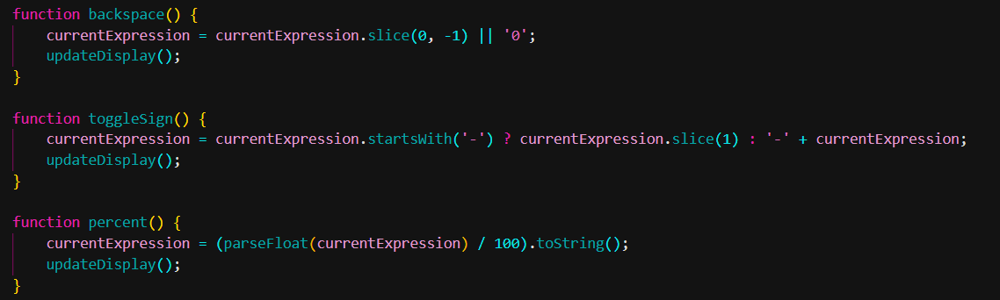 function backspace() {
    currentExpression = currentExpression.slice(0, -1) || '0';
    updateDisplay();
}

function toggleSign() {
    currentExpression = currentExpression.startsWith('-') ? currentExpression.slice(1) : '-' + currentExpression;
    updateDisplay();
}

function percent() {
    currentExpression = (parseFloat(currentExpression) / 100).toString();
    updateDisplay();
}